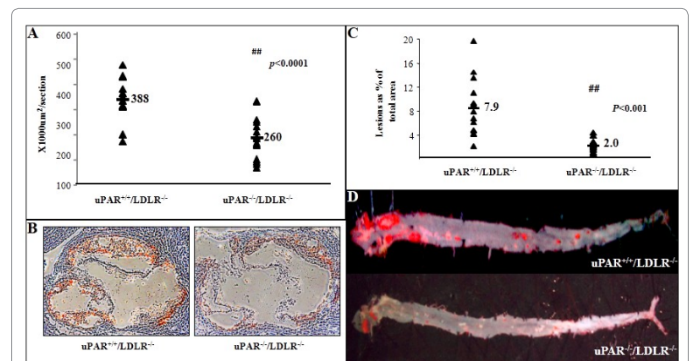 A
600
500
400
300
200
100
X1000um²/section
388
##
p<0.0001
260
uPAR⁺/⁺/LDLR⁻/⁻
uPAR⁻/⁻/LDLR⁻/⁻
B
uPAR⁺/⁺/LDLR⁻/⁻
uPAR⁻/⁻/LDLR⁻/⁻
C
20
16
12
8
4
Lesions as % of
total area
7.9
##
P<0.001
2.0
uPAR⁺/⁺/LDLR⁻/⁻
uPAR⁻/⁻/LDLR⁻/⁻
D
uPAR⁺/⁺/LDLR⁻/⁻
uPAR⁻/⁻/LDLR⁻/⁻